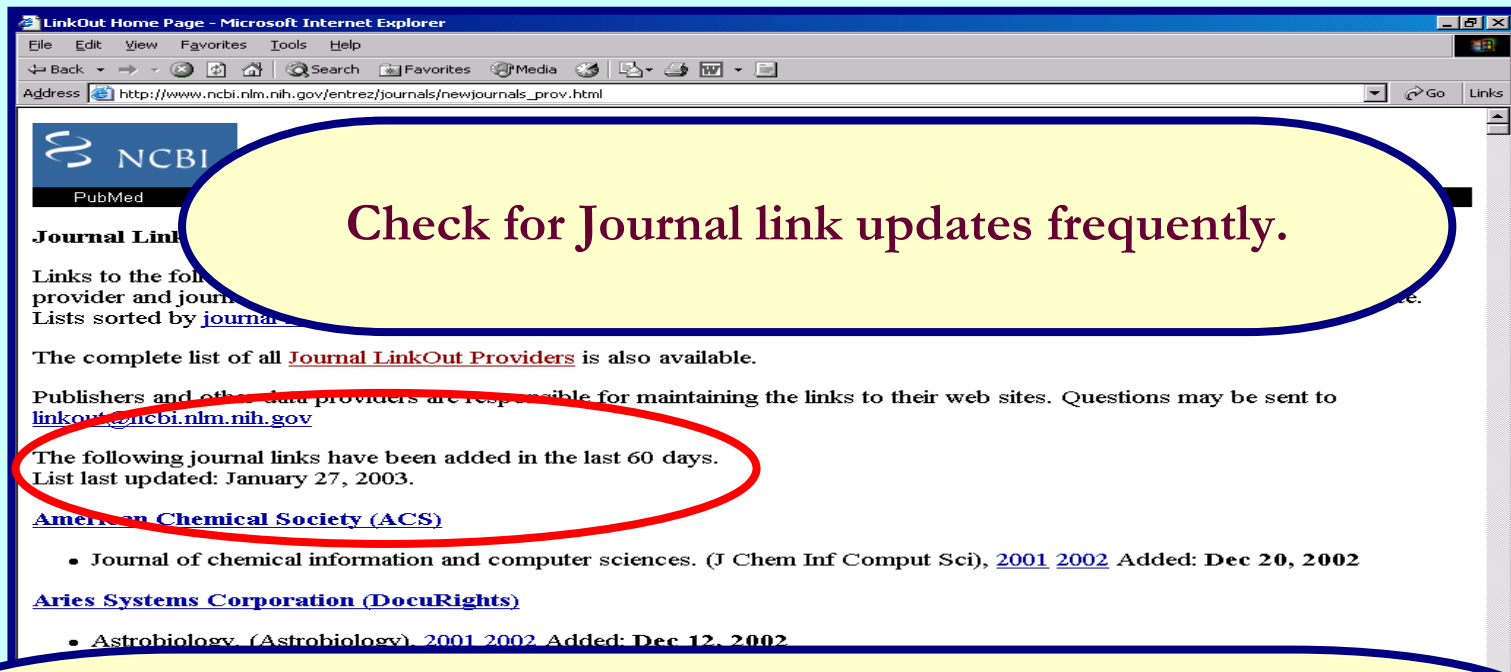 LinkOut Home Page - Microsoft Internet Explorer
File Edit View Favorites Tools Help
Back Search Favorites Media
Address http://www.ncbi.nlm.nih.gov/entrez/journals/newjournals_prov.html Go Links
NCBI
PubMed
Check for Journal link updates frequently.
Journal Link
Links to the
provider and
Lists sorted by journal
The complete list of all Journal LinkOut Providers is also available.
Publishers and other data providers are responsible for maintaining the links to their web sites. Questions may be sent to
linkout@ncbi.nlm.nih.gov
The following journal links have been added in the last 60 days.
List last updated: January 27, 2003.
American Chemical Society (ACS)
• Journal of chemical information and computer sciences. (J Chem Inf Comput Sci), 2001 2002 Added: Dec 20, 2002
Aries Systems Corporation (DocuRights)
• Astrobiology. (Astrobiology), 2001 2002 Added: Dec 12, 2002